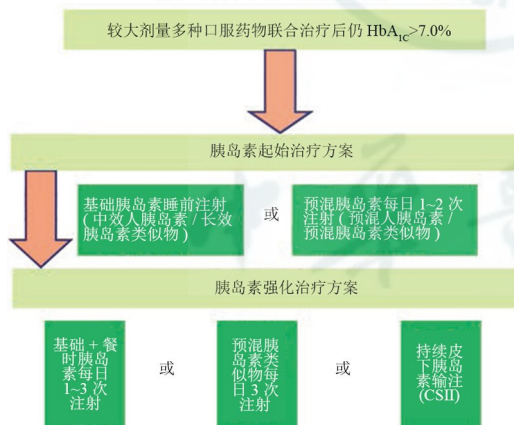 较大剂量多种口服药物联合治疗后仍 HbA1C>7.0%
胰岛素起始治疗方案
基础胰岛素睡前注射
(中效人胰岛素/长效
胰岛素类似物)
或
预混胰岛素每日 1~2 次
注射(预混人胰岛素/
预混胰岛素类似物)
胰岛素强化治疗方案
基础 + 餐
时胰岛
素每日
1~3 次
注射
或
预混胰
岛素类
似物每
日 3 次
注射
或
持续皮
下胰岛
素输注
(CSII)